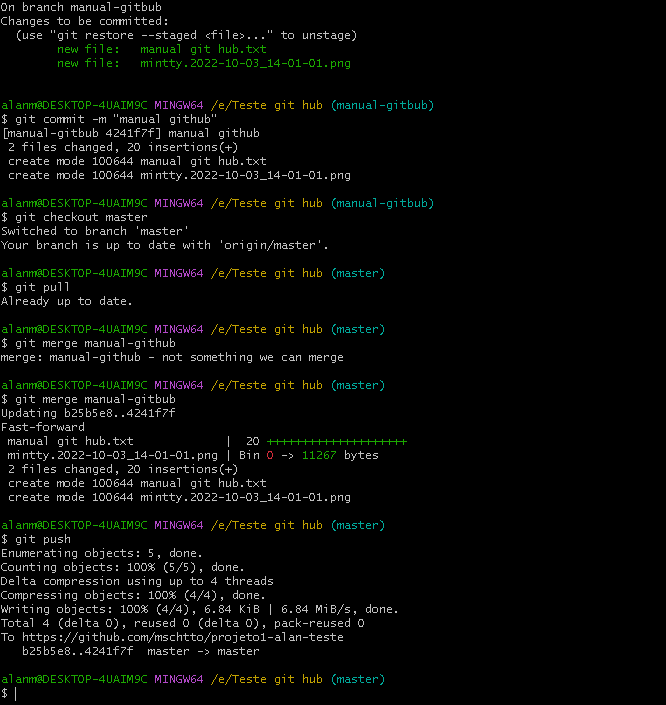 On branch manual-gitbub
Changes to be committed:
  (use "git restore --staged <file>..." to unstage)
        new file:   manual git hub.txt
        new file:   mintty.2022-10-03_14-01-01.png

alanm@DESKTOP-4UAIM9C MINGW64 /e/Teste git hub (manual-gitbub)
$ git commit -m "manual github"
[manual-gitbub 4241f7f] manual github
 2 files changed, 20 insertions(+)
 create mode 100644 manual git hub.txt
 create mode 100644 mintty.2022-10-03_14-01-01.png

alanm@DESKTOP-4UAIM9C MINGW64 /e/Teste git hub (manual-gitbub)
$ git checkout master
Switched to branch 'master'
Your branch is up to date with 'origin/master'.

alanm@DESKTOP-4UAIM9C MINGW64 /e/Teste git hub (master)
$ git pull
Already up to date.

alanm@DESKTOP-4UAIM9C MINGW64 /e/Teste git hub (master)
$ git merge manual-github
merge: manual-github - not something we can merge

alanm@DESKTOP-4UAIM9C MINGW64 /e/Teste git hub (master)
$ git merge manual-gitbub
Updating b25b5e8..4241f7f
Fast-forward
 manual git hub.txt             |  20 ++++++++++++++++++++
 mintty.2022-10-03_14-01-01.png | Bin 0 -> 11267 bytes
 2 files changed, 20 insertions(+)
 create mode 100644 manual git hub.txt
 create mode 100644 mintty.2022-10-03_14-01-01.png

alanm@DESKTOP-4UAIM9C MINGW64 /e/Teste git hub (master)
$ git push
Enumerating objects: 5, done.
Counting objects: 100% (5/5), done.
Delta compression using up to 4 threads
Compressing objects: 100% (4/4), done.
Writing objects: 100% (4/4), 6.84 KiB | 6.84 MiB/s, done.
Total 4 (delta 0), reused 0 (delta 0), pack-reused 0
To https://github.com/mschtto/projeto1-alan-teste
   b25b5e8..4241f7f  master -> master

alanm@DESKTOP-4UAIM9C MINGW64 /e/Teste git hub (master)
$